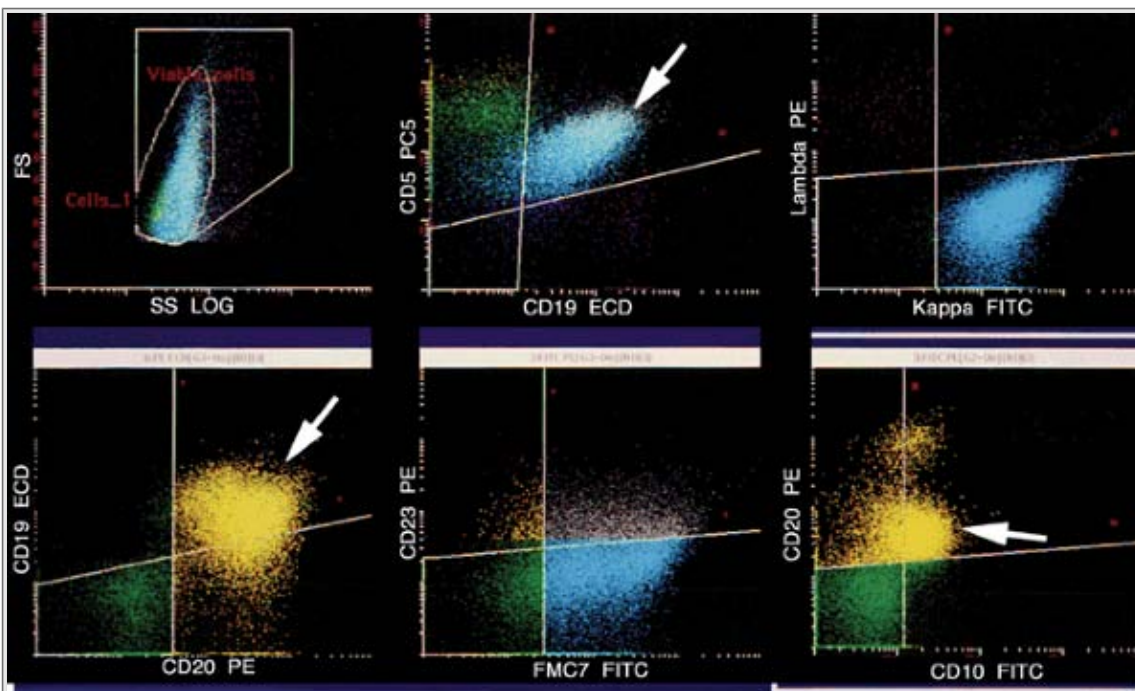 FS
Viable cells
Cells_1
SS LOG
CD5 PC5
CD19 ECD
Lambda PE
Kappa FITC
CD19 ECD
CD20 PE
CD23 PE
FMC7 FITC
CD20 PE
CD10 FITC